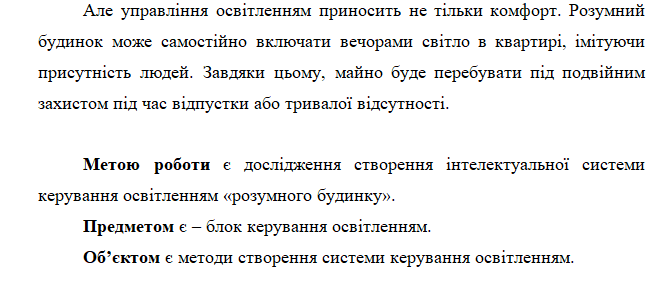 Але управління освітленням приносить не тільки комфорт. Розумний
будинок може самостійно включати вечорами світло в квартирі, імітуючи
присутність людей. Завдяки цьому, майно буде перебувати під подвійним
захистом під час відпустки або тривалої відсутності.
Метою роботи є дослідження створення інтелектуальної системи
керування освітленням «розумного будинку».
Предметом є – блок керування освітленням.
Об’єктом є методи створення системи керування освітленням.